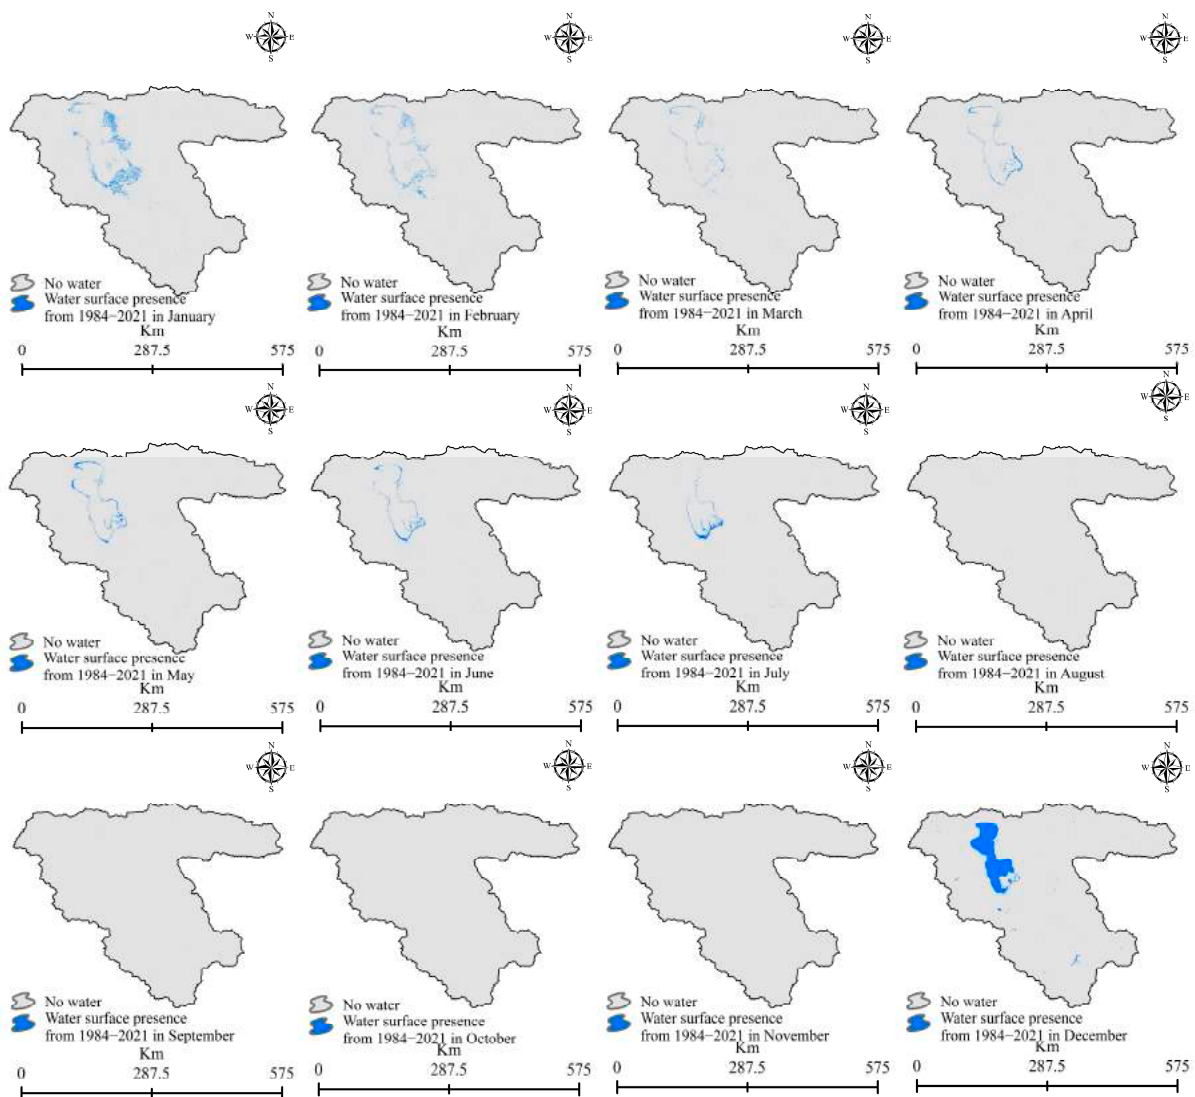 N
W E
S
N
W E
S
N
W E
S
N
W E
S
No water
Water surface presence
from 1984−2021 in January
Km
0 287.5 575
No water
Water surface presence
from 1984−2021 in February
Km
0 287.5 575
No water
Water surface presence
from 1984−2021 in March
Km
0 287.5 575
No water
Water surface presence
from 1984−2021 in April
Km
0 287.5 575
N
W E
S
N
W E
S
N
W E
S
N
W E
S
No water
Water surface presence
from 1984−2021 in May
Km
0 287.5 575
No water
Water surface presence
from 1984−2021 in June
Km
0 287.5 575
No water
Water surface presence
from 1984−2021 in July
Km
0 287.5 575
No water
Water surface presence
from 1984−2021 in August
Km
0 287.5 575
N
W E
S
N
W E
S
N
W E
S
N
W E
S
No water
Water surface presence
from 1984−2021 in September
Km
0 287.5 575
No water
Water surface presence
from 1984−2021 in October
Km
0 287.5 575
No water
Water surface presence
from 1984−2021 in November
Km
0 287.5 575
No water
Water surface presence
from 1984−2021 in December
Km
0 287.5 575